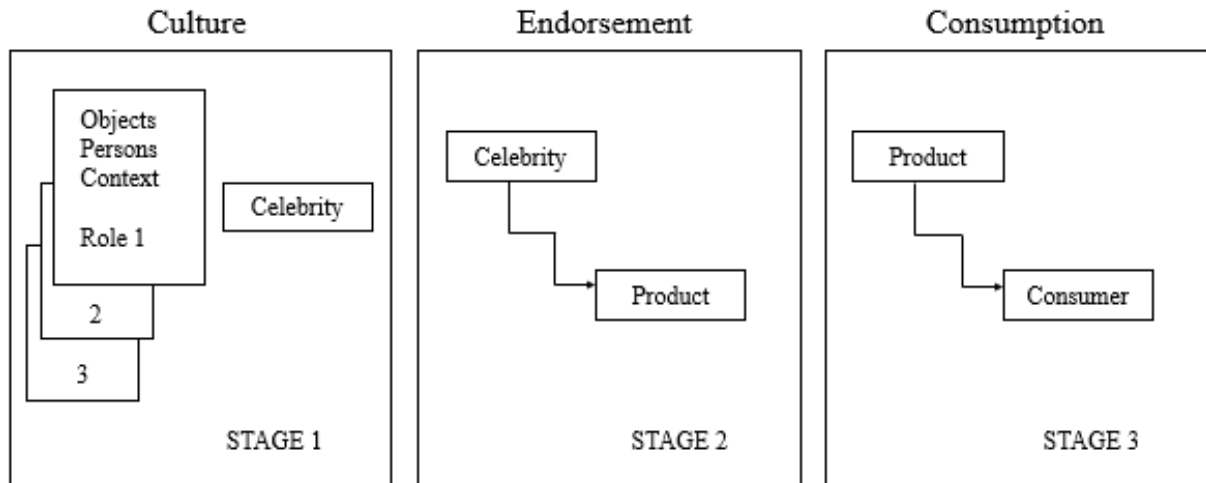 Culture
Objects
Persons
Context
Role 1
2
3
Celebrity
STAGE 1
Endorsement
Celebrity
Product
STAGE 2
Consumption
Product
Consumer
STAGE 3